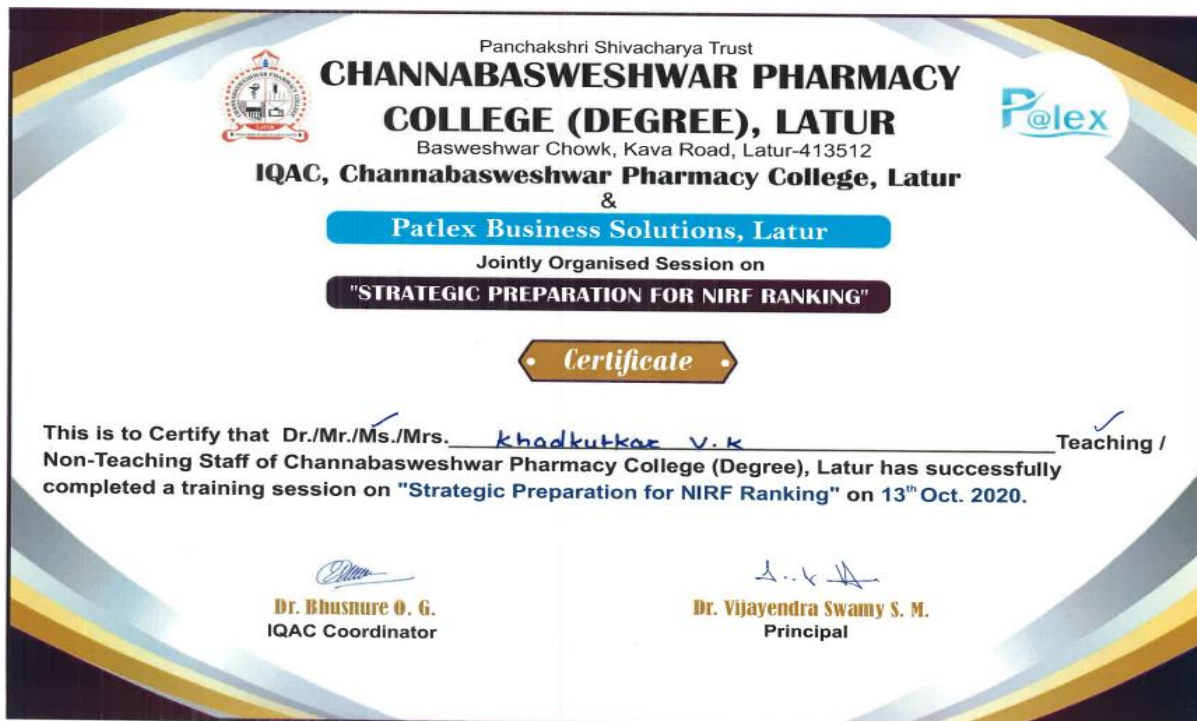 Panchakshri Shivacharya Trust
CHANNABASWESHWAR PHARMACY
COLLEGE (DEGREE), LATUR
Basweshwar Chowk, Kava Road, Latur-413512
IQAC, Channabasweshwar Pharmacy College, Latur
&
Patlex Business Solutions, Latur
Jointly Organised Session on
"STRATEGIC PREPARATION FOR NIRF RANKING"
P@lex
Certificate
This is to Certify that Dr./Mr./Ms./Mrs. Khadkutkar V.K Teaching /
Non-Teaching Staff of Channabasweshwar Pharmacy College (Degree), Latur has successfully
completed a training session on "Strategic Preparation for NIRF Ranking" on 13th Oct. 2020.
Dr. Bhusnure O. G.
IQAC Coordinator
Dr. Vijayendra Swamy S. M.
Principal